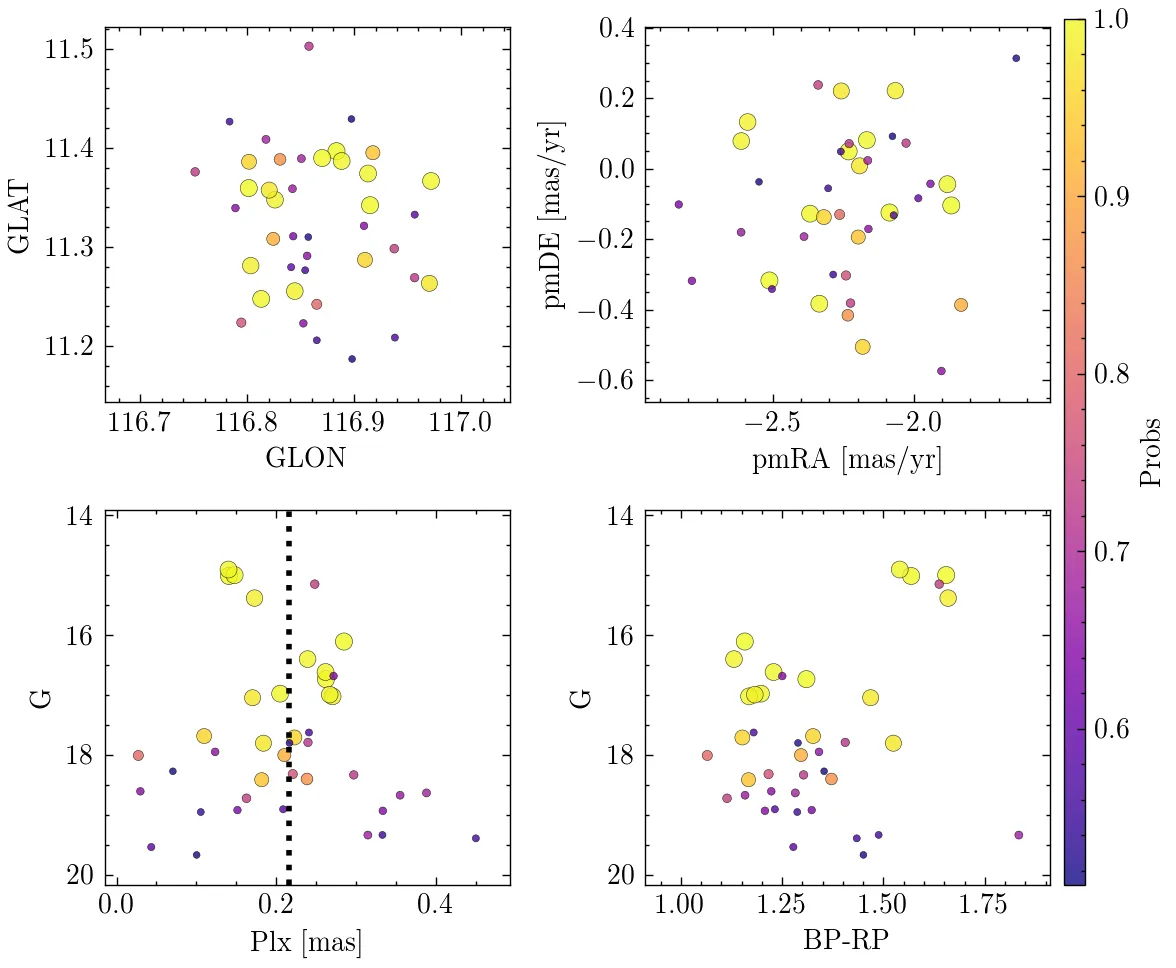 11.5
11.4
11.3
11.2
GLAT
116.7 116.8 116.9 117.0
GLON
0.4
0.2
0.0
−0.2
−0.4
−0.6
pmDE [mas/yr]
−2.5 −2.0
pmRA [mas/yr]
14
16
18
20
G
0.0 0.2 0.4
Plx [mas]
14
16
18
20
G
1.00 1.25 1.50 1.75
BP-RP
1.0
0.9
0.8
0.7
0.6
Probs